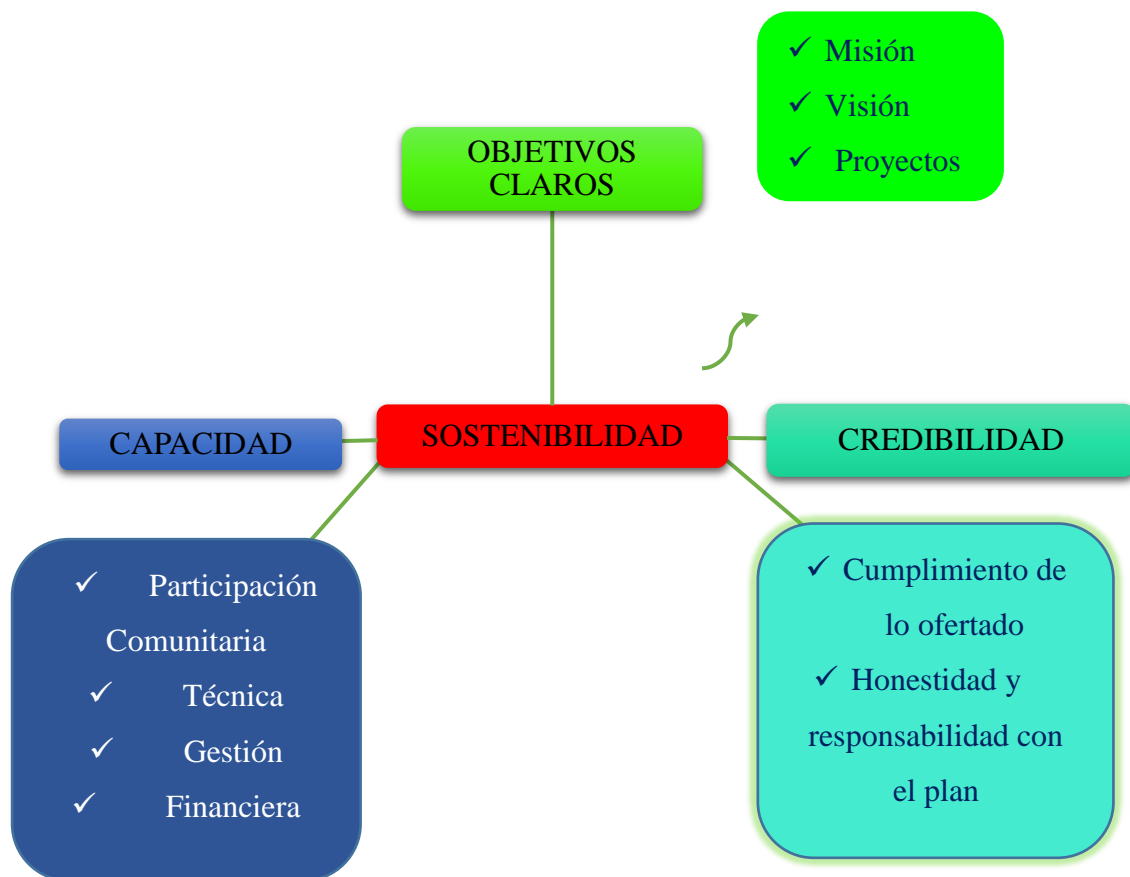 ✓ Misión
✓ Visión
✓ Proyectos
OBJETIVOS
CLAROS
CAPACIDAD
SOSTENIBILIDAD
CREDIBILIDAD
✓ Participación
Comunitaria
✓ Técnica
✓ Gestión
✓ Financiera
✓ Cumplimiento de
lo ofertado
✓ Honestidad y
responsabilidad con
el plan